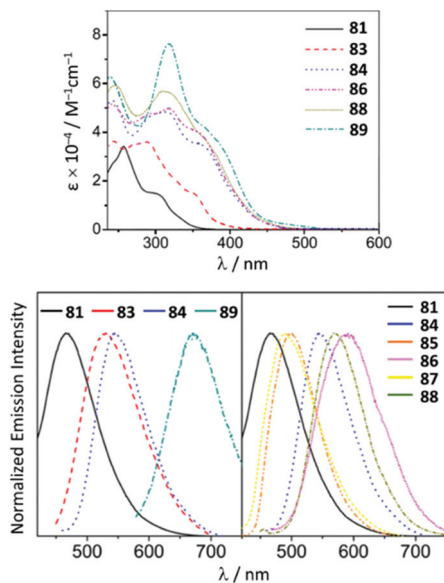 81
83
84
86
88
89
8
6
4
2
0
ε × 10⁻⁴ / M⁻¹cm⁻¹
300 400 500 600
λ / nm
81 83 84 89
81
84
85
86
87
88
Normalized Emission Intensity
500 600 700 500 600 700
λ / nm λ / nm